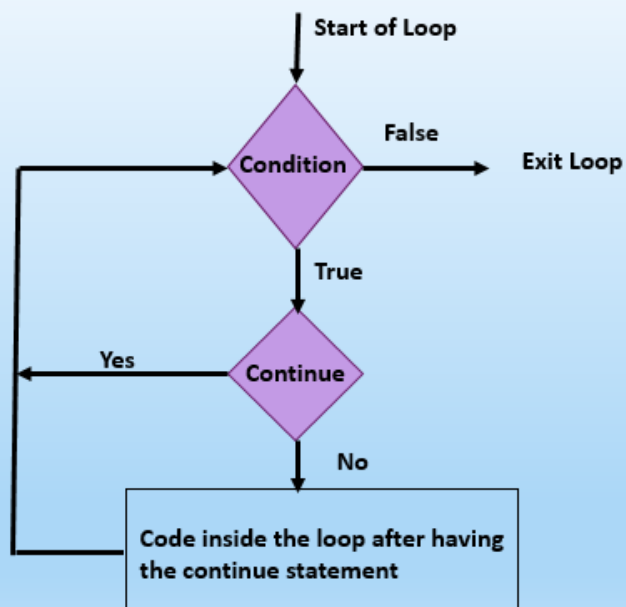 Start of Loop
False
Condition
Exit Loop
True
Yes
Continue
No
Code inside the loop after having
the continue statement